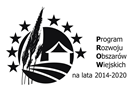 Program
Rozwoju
Obszarów
Wiejskich
na lata 2014-2020